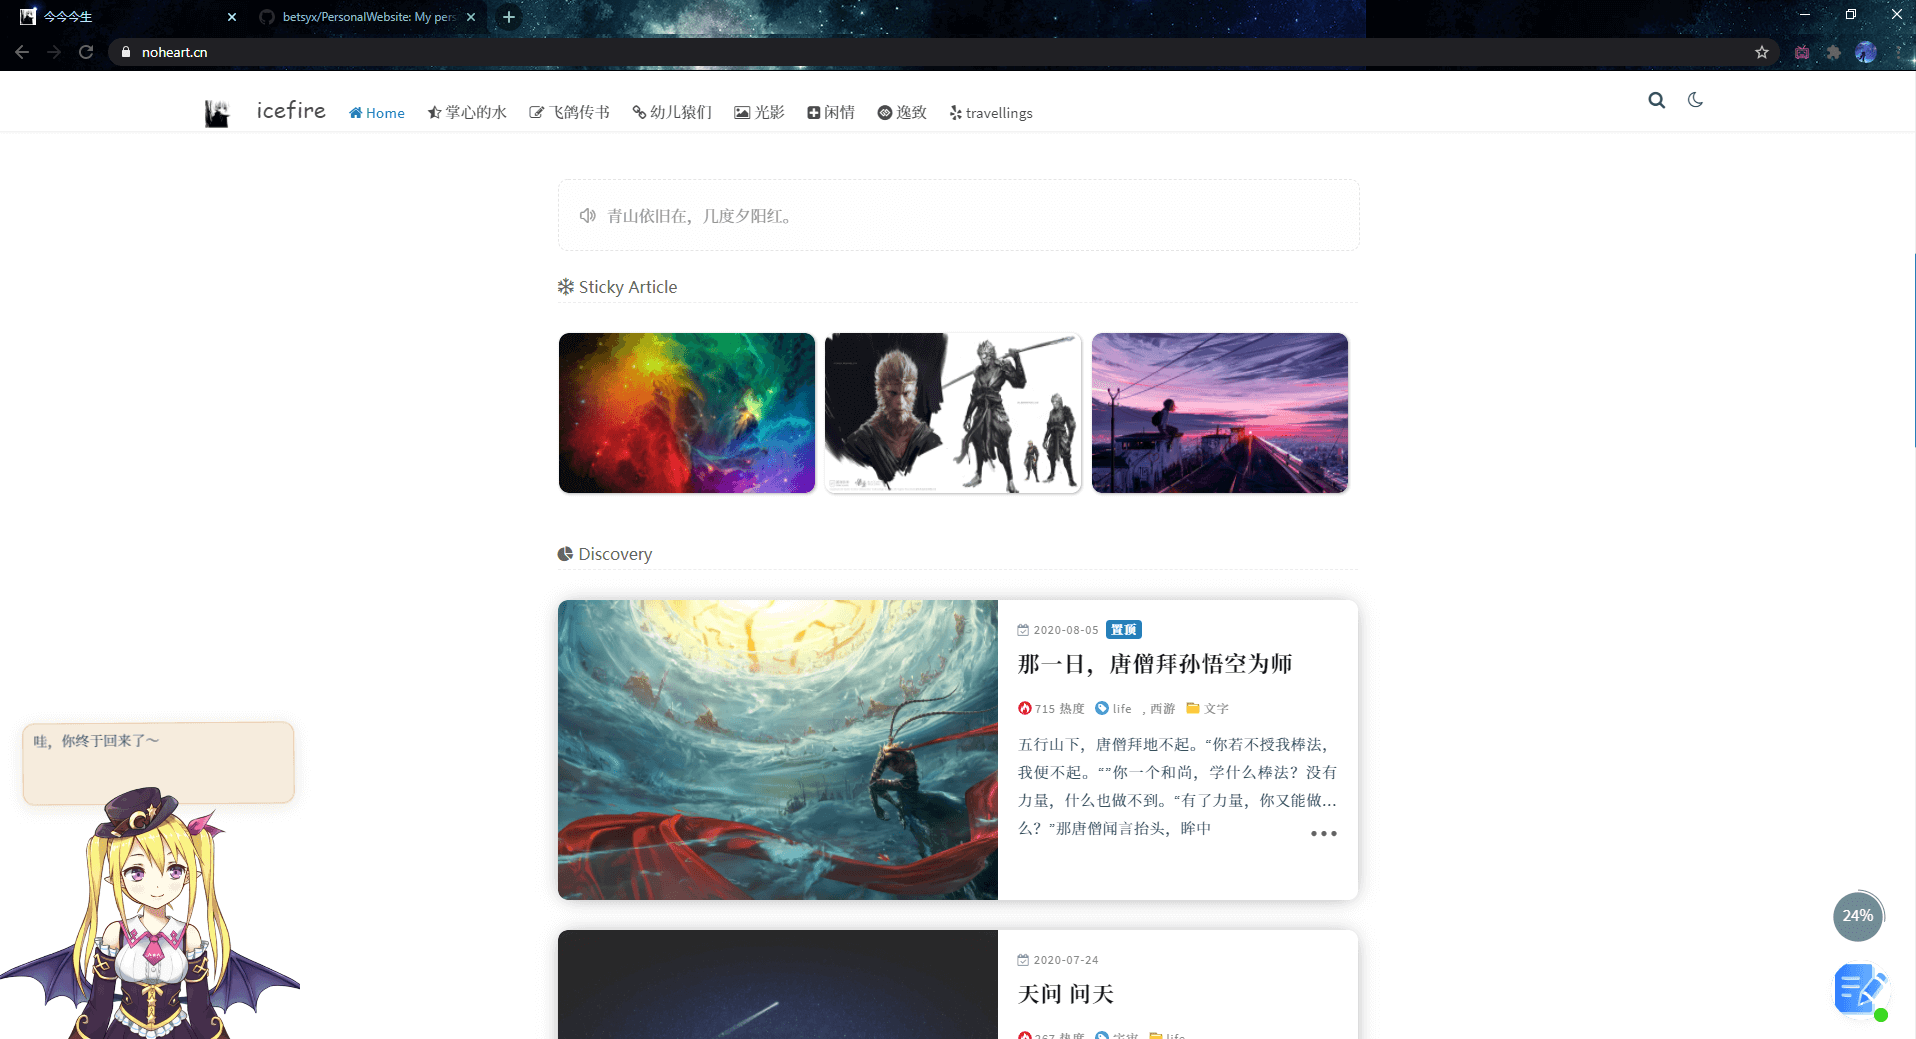 今今今生
betsyx/PersonalWebsite: My pers
noheart.cn
icefire Home 掌心的水 飞鸽传书 幼儿猿们 光影 闲情 逸致 travellings
青山依旧在，几度夕阳红。
Sticky Article
Discovery
2020-08-05 置顶
那一日，唐僧拜孙悟空为师
715 热度 life , 西游 文字
五行山下，唐僧拜地不起。“你若不授我棒法，
我便不起。“”你一个和尚，学什么棒法？没有
力量，什么也做不到。“有了力量，你又能做...
么？”那唐僧闻言抬头，眸中
哇，你终于回来了～
24%
2020-07-24
天问 问天
267 热度 宇宙 life